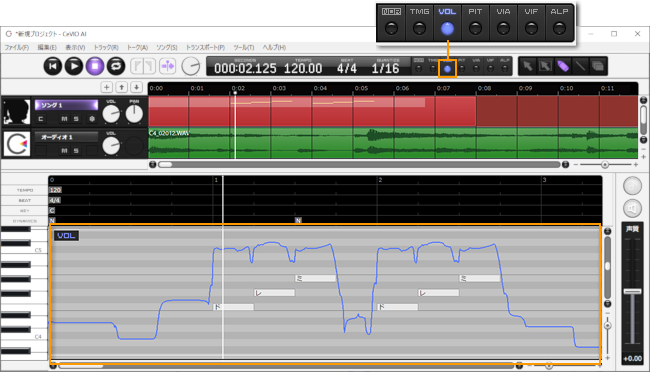 NOR TMG VOL PIT VIA VIF ALP
*新規プロジェクト - CeVIO AI
ファイル(F) 編集(E) 表示(V) トラック(R) トーク(A) ソング(S) トランスポート(P) ツール(T) ヘルプ(H)
SECONDS TEMPO BEAT QUANTIZE
000:02.125 120.00 4/4 1/16
PIT VIA VIF ALP
0:00 0:01 0:02 0:03 0:04 0:05 0:06 0:07 0:08 0:09 0:10 0:11
ソング 1
VOL PAN
C M S
オーディオ 1
VOL
M S
C4_02012.WAV
0 1 2 3
TEMPO 120
BEAT 4/4
KEY C
DYNAMICS N N
VOL
C5
ド レ ミ ド レ ミ
C4
声質
+0.00